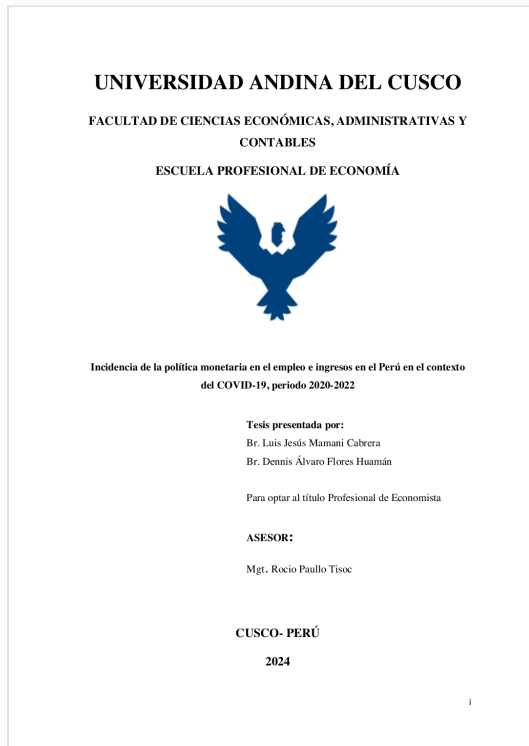 UNIVERSIDAD ANDINA DEL CUSCO
FACULTAD DE CIENCIAS ECONÓMICAS, ADMINISTRATIVAS Y
CONTABLES
ESCUELA PROFESIONAL DE ECONOMÍA
Incidencia de la política monetaria en el empleo e ingresos en el Perú en el contexto
del COVID-19, periodo 2020-2022
Tesis presentada por:
Br. Luis Jesús Mamani Cabrera
Br. Dennis Álvaro Flores Huamán
Para optar al título Profesional de Economista
ASESOR:
Mgt. Rocio Paullo Tisoc
CUSCO- PERÚ
2024
i